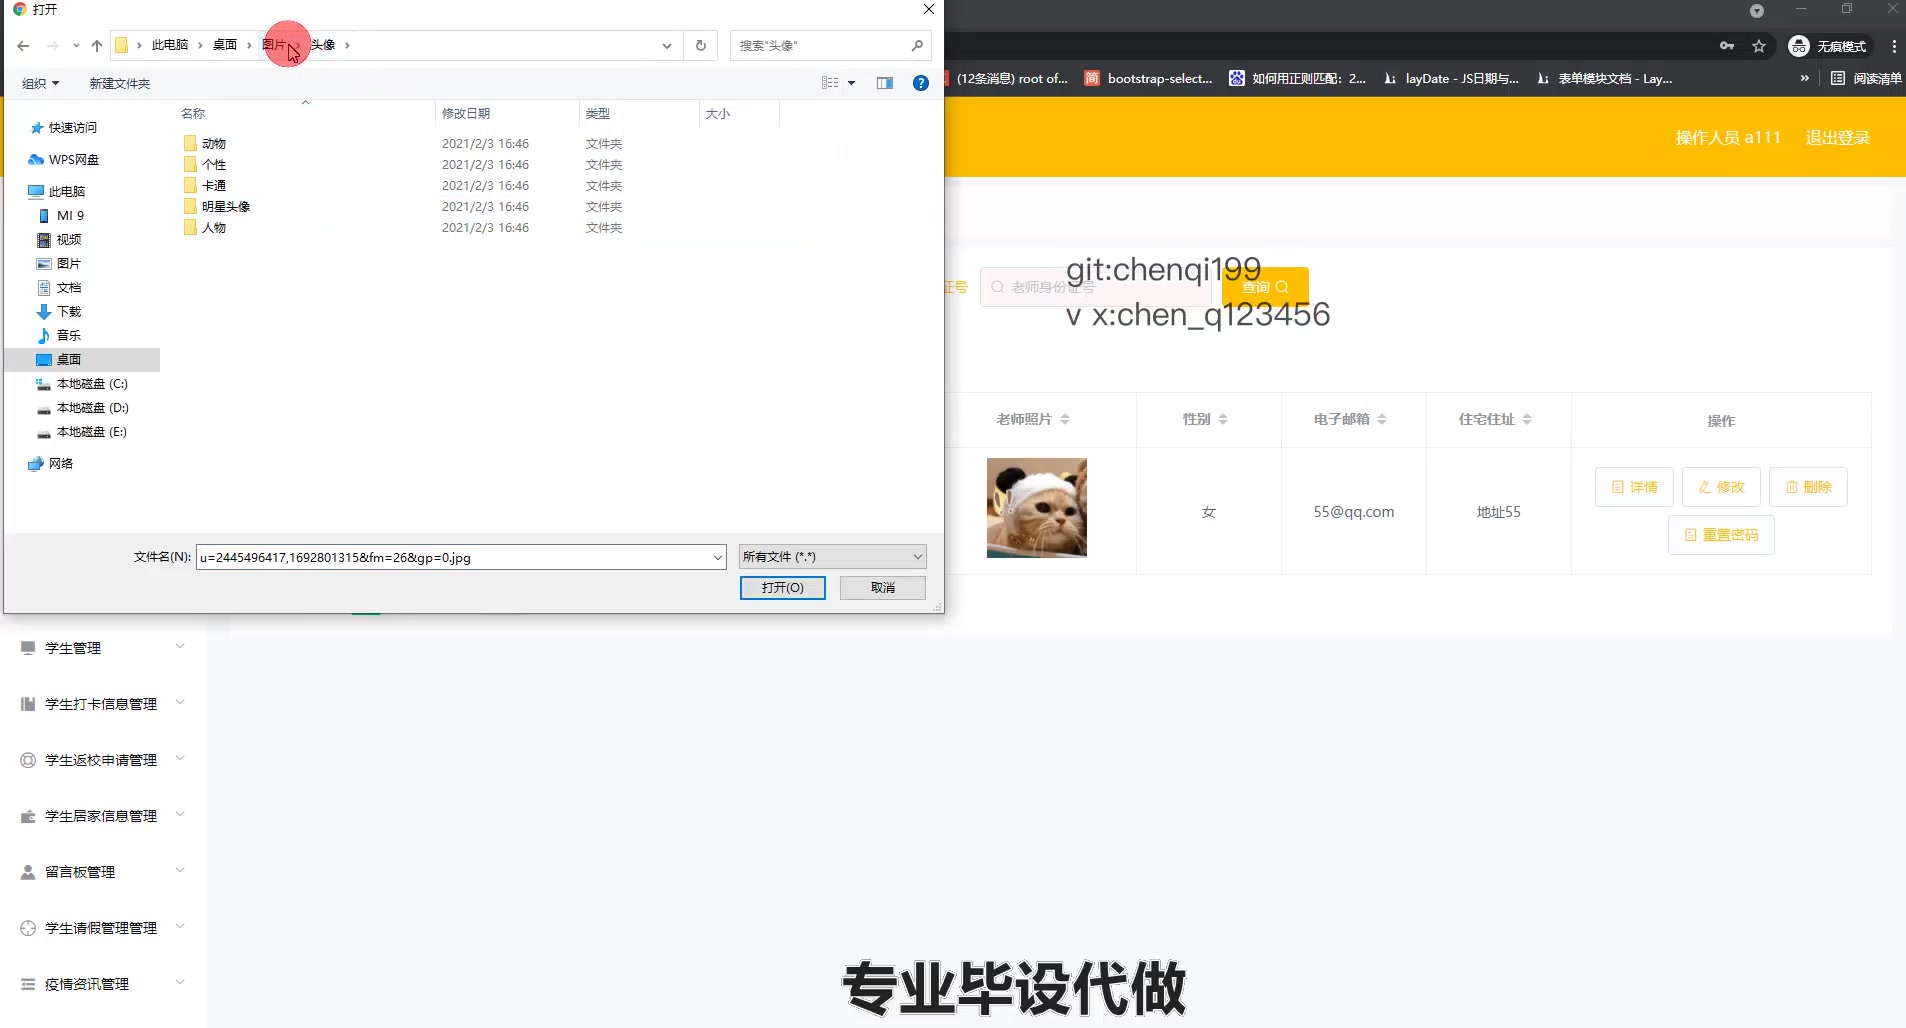 打开
此电脑 › 桌面 › 图片 › 头像 ›
搜索"头像"
组织
新建文件夹
名称
修改日期
类型
大小
快速访问
WPS网盘
此电脑
MI 9
视频
图片
文档
下载
音乐
桌面
本地磁盘 (C:)
本地磁盘 (D:)
本地磁盘 (E:)
网络
动物 2021/2/3 16:46 文件夹
个性 2021/2/3 16:46 文件夹
卡通 2021/2/3 16:46 文件夹
明星头像 2021/2/3 16:46 文件夹
人物 2021/2/3 16:46 文件夹
文件名(N):
u=2445496417,1692801315&fm=26&gp=0.jpg
所有文件 (*.*)
打开(O)
取消
无痕模式
(12条消息) root of...
简
bootstrap-select...
如何用正则匹配：2...
layDate - JS日期与...
表单模块文档 - Lay...
»
阅读清单
操作人员 a111
退出登录
证号
老师身份证号
查询
git:chenqi199
v x:chen_q123456
老师照片
性别
电子邮箱
住宅住址
操作
女
55@qq.com
地址55
详情
修改
删除
重置密码
学生管理
学生打卡信息管理
学生返校申请管理
学生居家信息管理
留言板管理
学生请假管理管理
疫情资讯管理
专业毕设代做